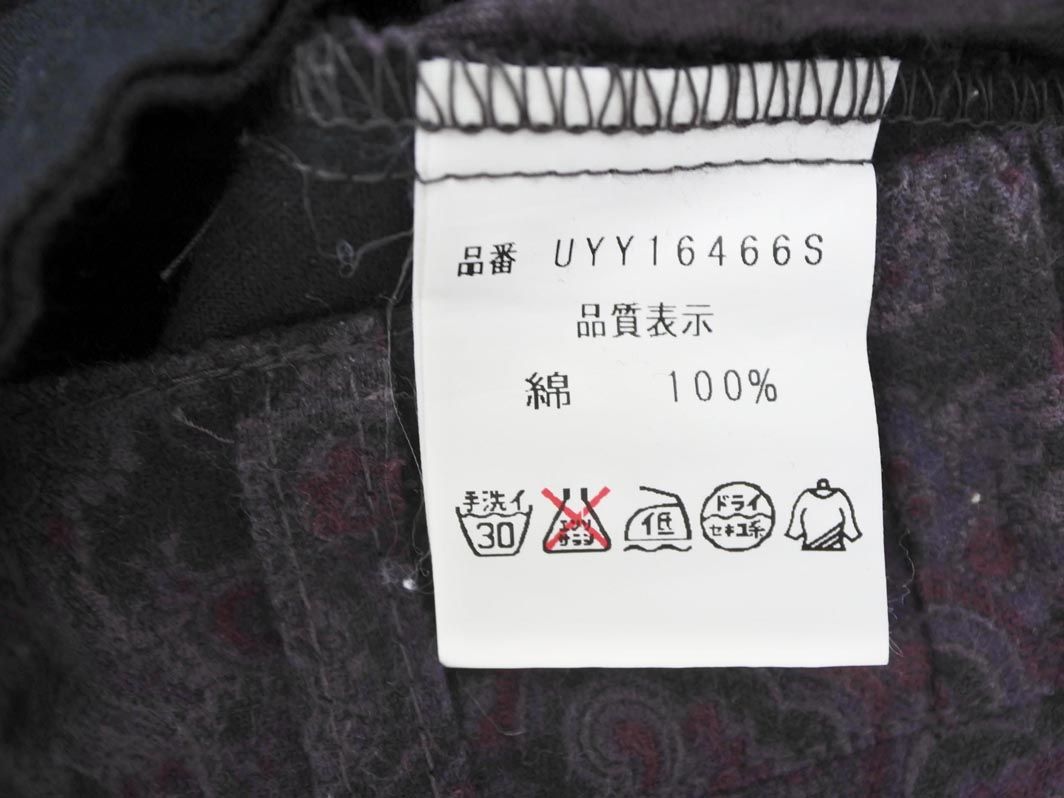 品番 UYY16466S
品質表示
綿 100%
手洗イ 30
エンソ サラシ
低
ドライ セキユ系